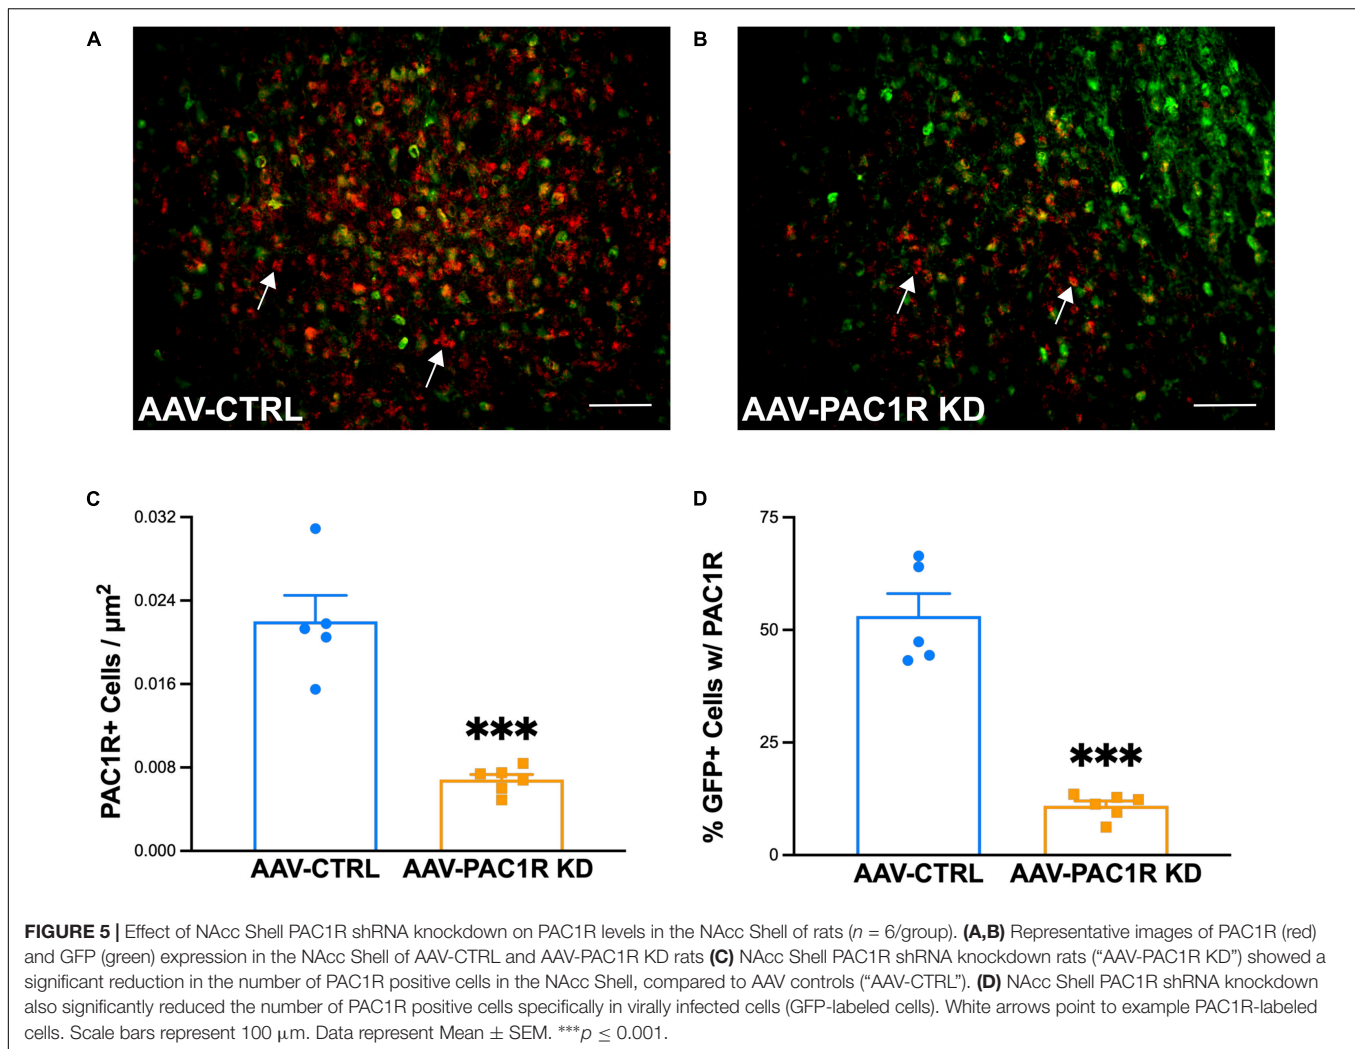 A
B
AAV-CTRL
AAV-PAC1R KD
C
D
PAC1R+ Cells / µm²
0.032
0.024
0.016
0.008
0.000
***
AAV-CTRL
AAV-PAC1R KD
% GFP+ Cells w/ PAC1R
75
50
25
0
***
AAV-CTRL
AAV-PAC1R KD
FIGURE 5 | Effect of NAcc Shell PAC1R shRNA knockdown on PAC1R levels in the NAcc Shell of rats (n = 6/group). (A,B) Representative images of PAC1R (red)
and GFP (green) expression in the NAcc Shell of AAV-CTRL and AAV-PAC1R KD rats (C) NAcc Shell PAC1R shRNA knockdown rats (“AAV-PAC1R KD”) showed a
significant reduction in the number of PAC1R positive cells in the NAcc Shell, compared to AAV controls (“AAV-CTRL”). (D) NAcc Shell PAC1R shRNA knockdown
also significantly reduced the number of PAC1R positive cells specifically in virally infected cells (GFP-labeled cells). White arrows point to example PAC1R-labeled
cells. Scale bars represent 100 µm. Data represent Mean ± SEM. ***p ≤ 0.001.